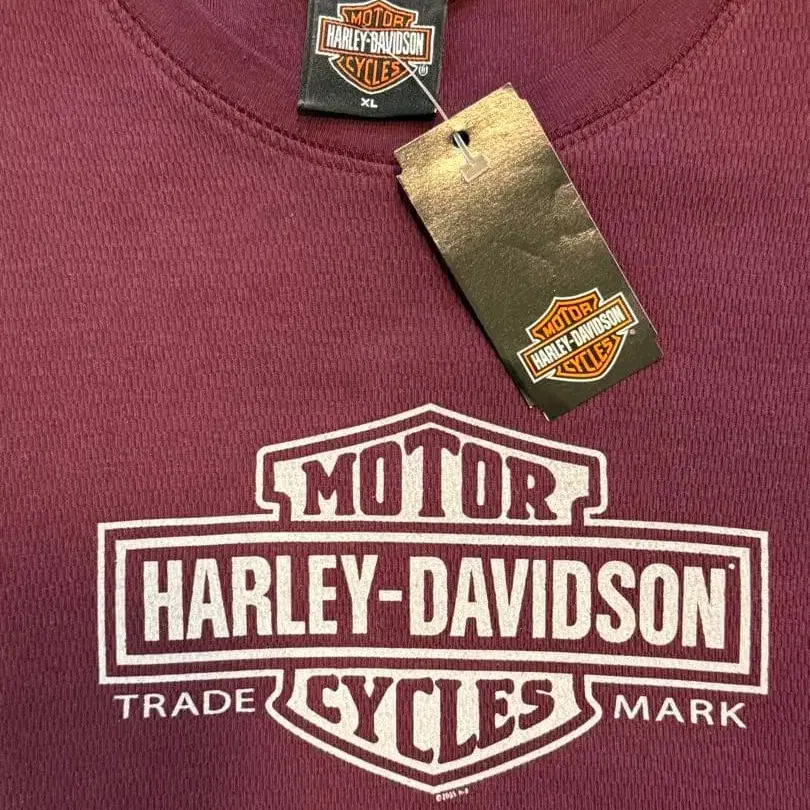 MOTOR
HARLEY-DAVIDSON
CYCLES
XL
MOTOR
HARLEY-DAVIDSON
CYCLES
MOTOR
HARLEY-DAVIDSON
CYCLES
TRADE MARK